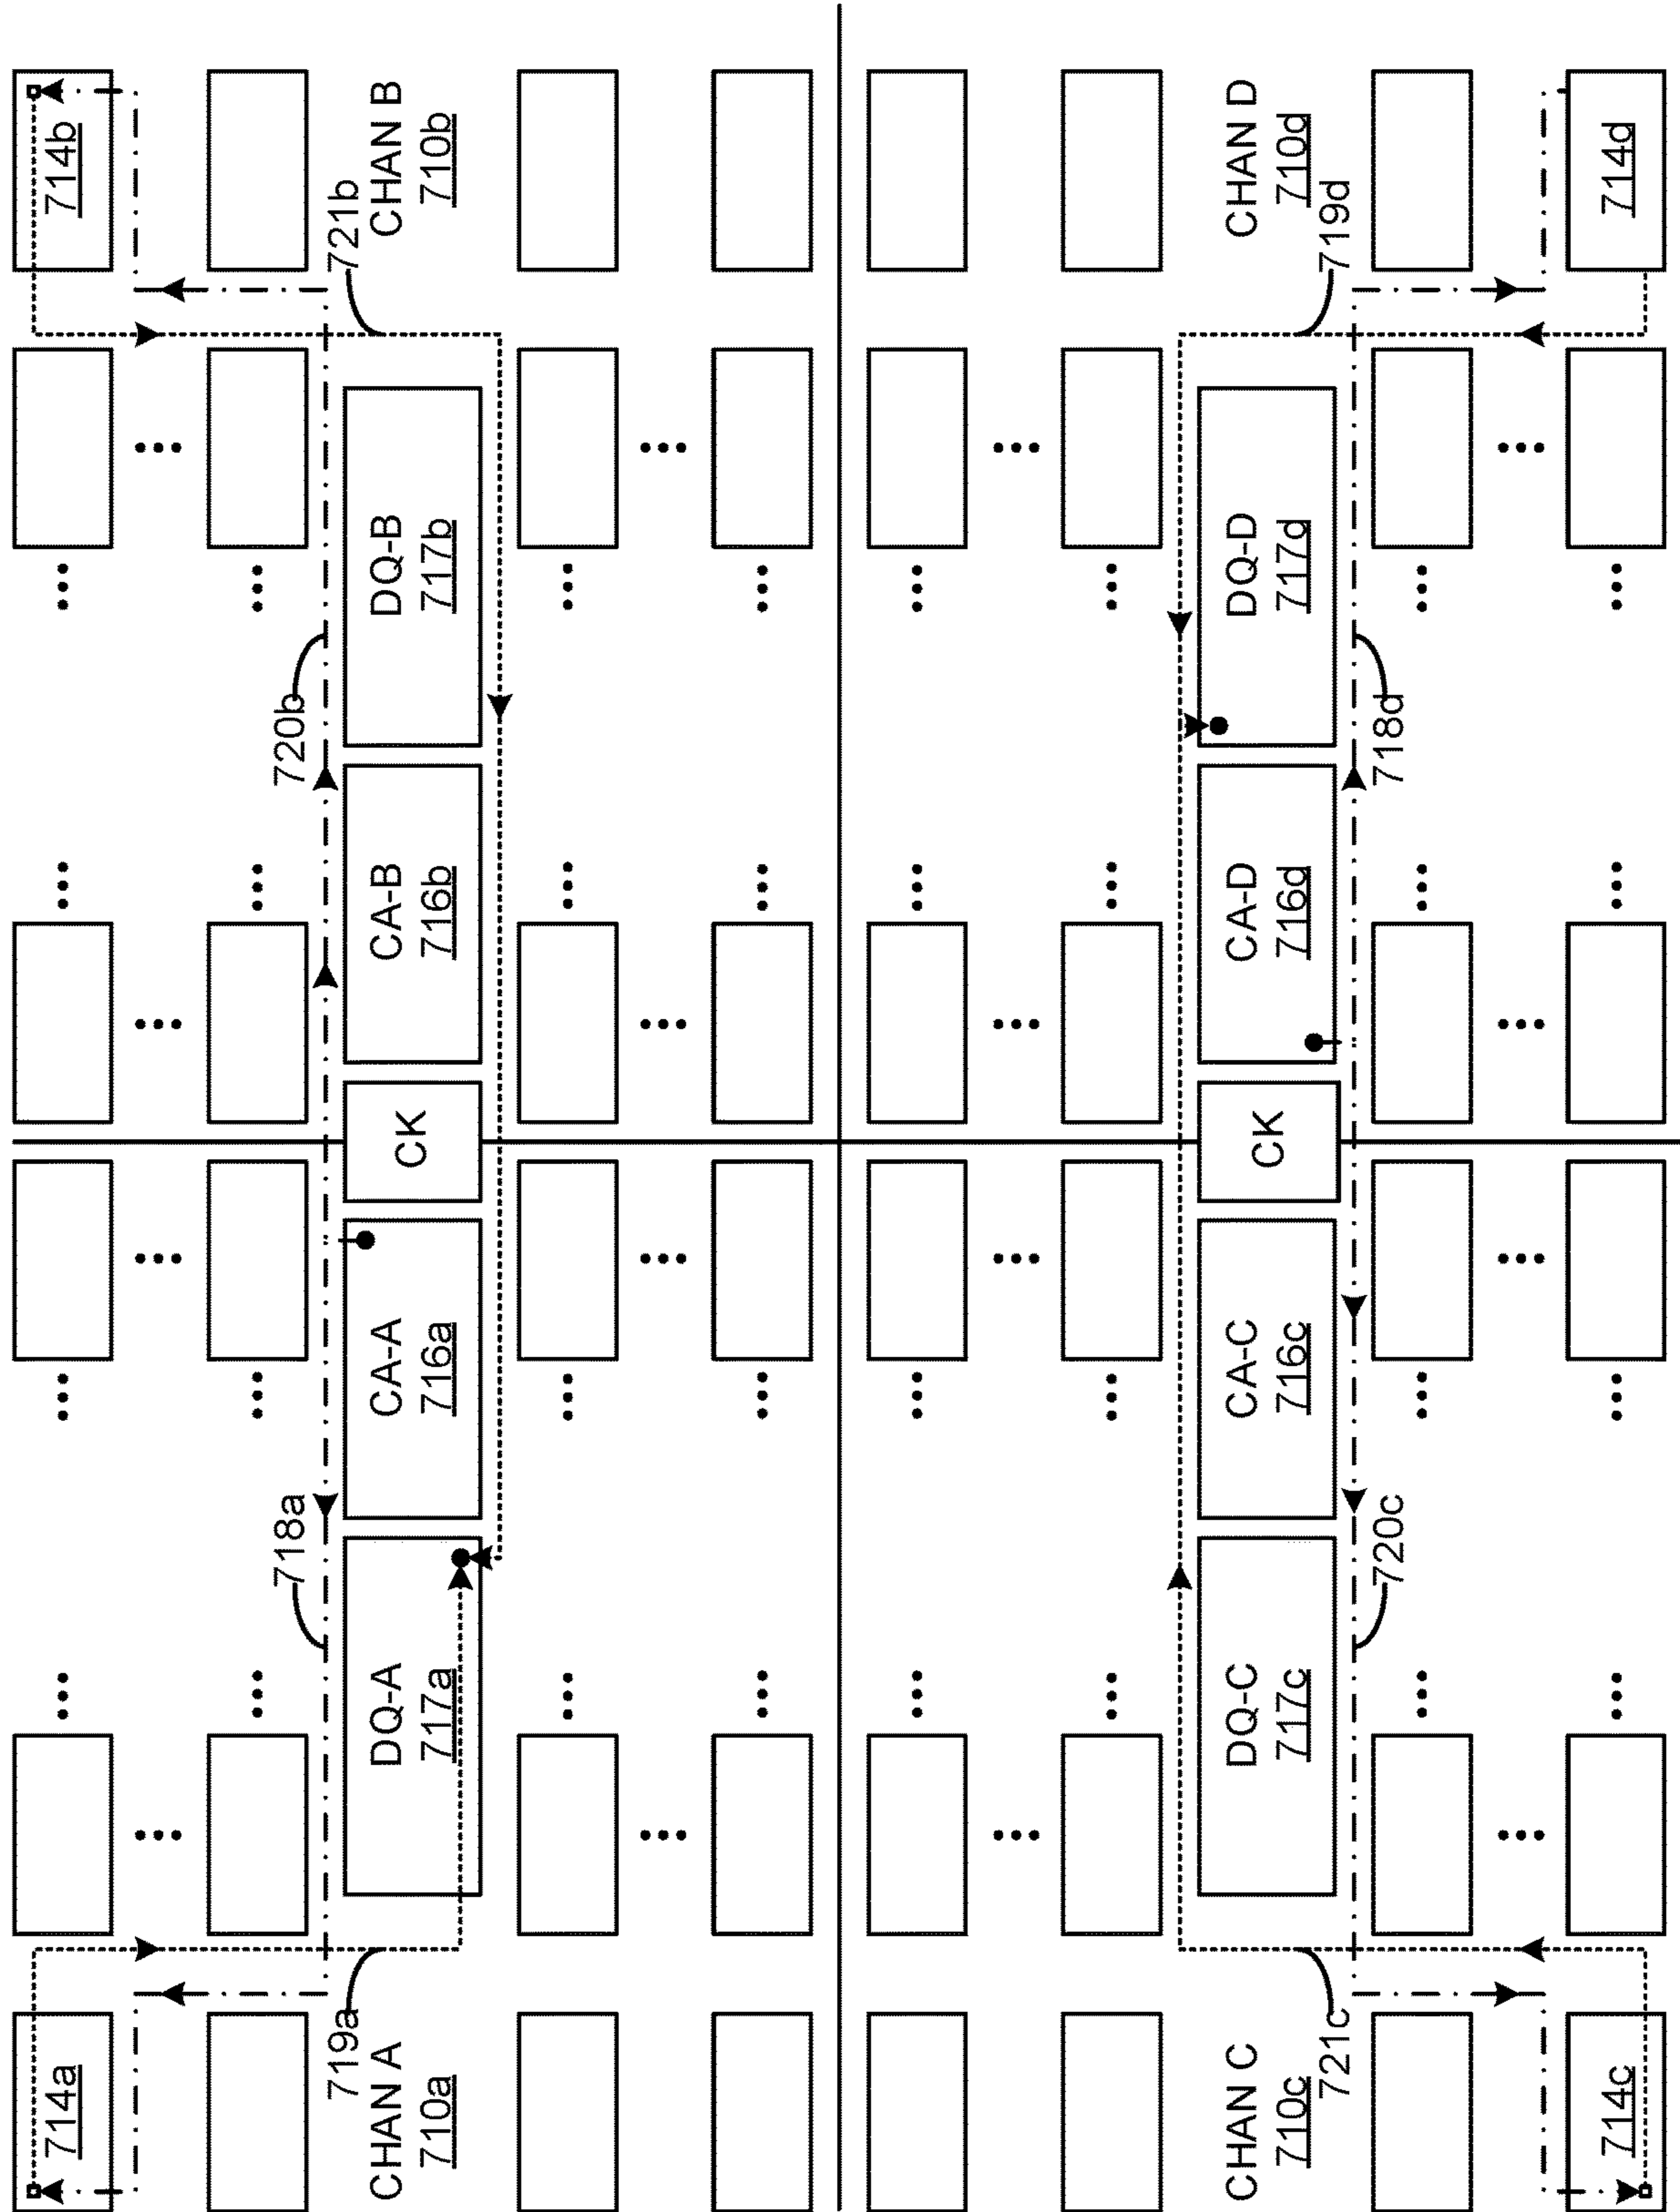 714a
714b
718a
720b
719a
721b
CHAN A
710a
DQ-A
717a
CA-A
716a
CK
CA-B
716b
DQ-B
717b
CHAN B
710b
CHAN C
710c
DQ-C
717c
CA-C
716c
CK
CA-D
716d
DQ-D
717d
CHAN D
710d
721c
719d
720c
718d
714c
714d